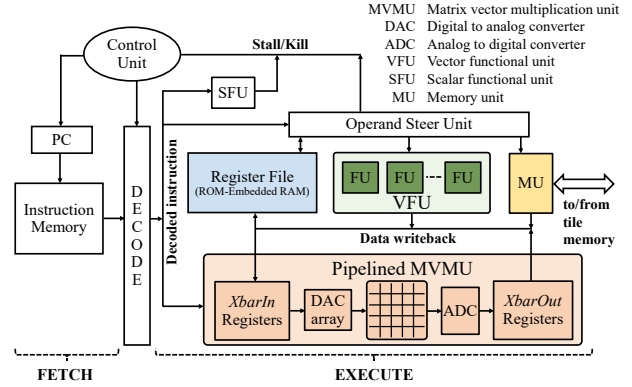 MVMU Matrix vector multiplication unit
DAC Digital to analog converter
ADC Analog to digital converter
VFU Vector functional unit
SFU Scalar functional unit
MU Memory unit
Control
Unit
Stall/Kill
SFU
PC
Operand Steer Unit
Instruction
Memory
DECODE
Decoded instruction
Register File
(ROM-Embedded RAM)
FU FU FU
VFU
MU
to/from
tile
memory
Data writeback
Pipelined MVMU
XbarIn
Registers
DAC
array
ADC
XbarOut
Registers
FETCH
EXECUTE